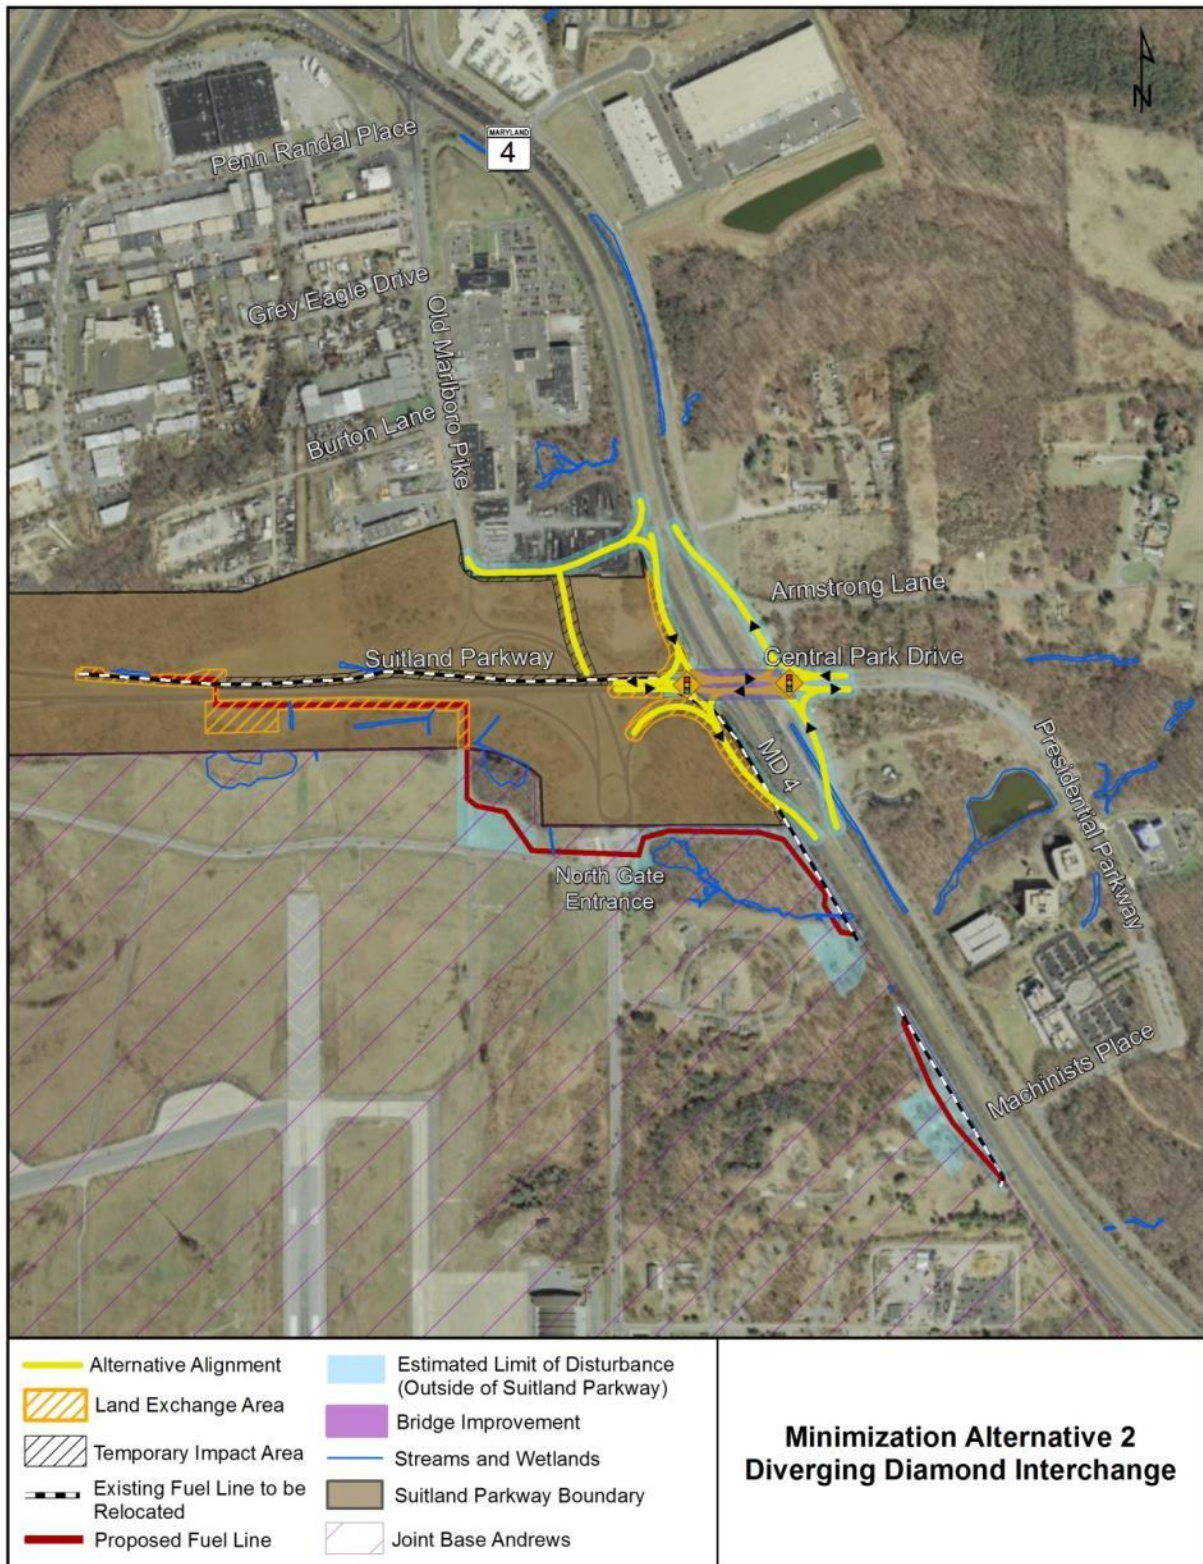 N
MARYLAND
4
Penn Randal Place
Grey Eagle Drive
Old Marlboro Pike
Burton Lane
Armstrong Lane
Suitland Parkway
Central Park Drive
MD 4
Presidential Parkway
North Gate
Entrance
Machinists Place
Alternative Alignment
Land Exchange Area
Temporary Impact Area
Existing Fuel Line to be
Relocated
Proposed Fuel Line
Estimated Limit of Disturbance
(Outside of Suitland Parkway)
Bridge Improvement
Streams and Wetlands
Suitland Parkway Boundary
Joint Base Andrews
Minimization Alternative 2
Diverging Diamond Interchange